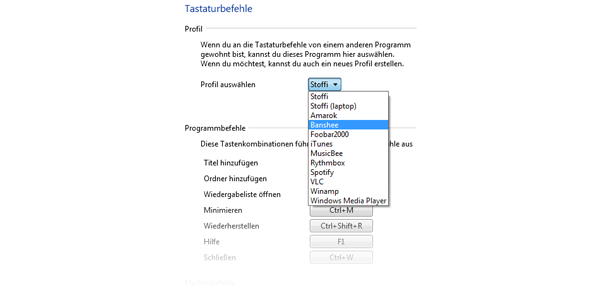 Tastaturbefehle
Profil
Wenn du an die Tastaturbefehle von einem anderen Programm
gewohnt bist, kannst du dieses Programm hier auswählen.
Wenn du möchtest, kannst du auch ein neues Profil erstellen.
Profil auswählen
Stoffi
Stoffi
Stoffi (laptop)
Amarok
Banshee
Foobar2000
iTunes
MusicBee
Rythmbox
Spotify
VLC
Winamp
Windows Media Player
Programmbefehle
Diese Tastenkombinationen
aus
Titel hinzufügen
Ordner hinzufügen
Wiedergabeliste öffnen
Minimieren
Ctrl+M
Wiederherstellen
Ctrl+Shift+R
Hilfe
F1
Schließen
Ctrl+W